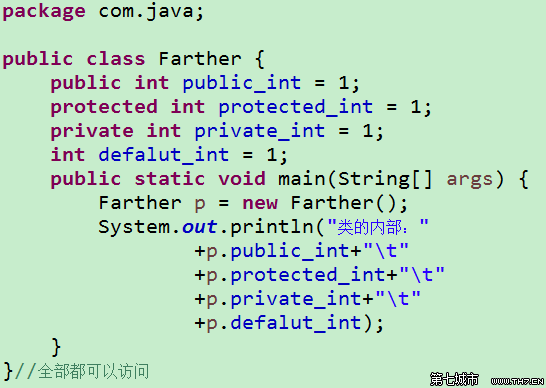 package com.java;
public class Farther {
public int public_int = 1;
protected int protected_int = 1;
private int private_int = 1;
int defalut_int = 1;
public static void main(String[] args) {
Farther p = new Farther();
System.out.println("类的内部："
+p.public_int+"\t"
+p.protected_int+"\t"
+p.private_int+"\t"
+p.defalut_int);
}
}//全部都可以访问
第七城市 WWW.TH7.CN